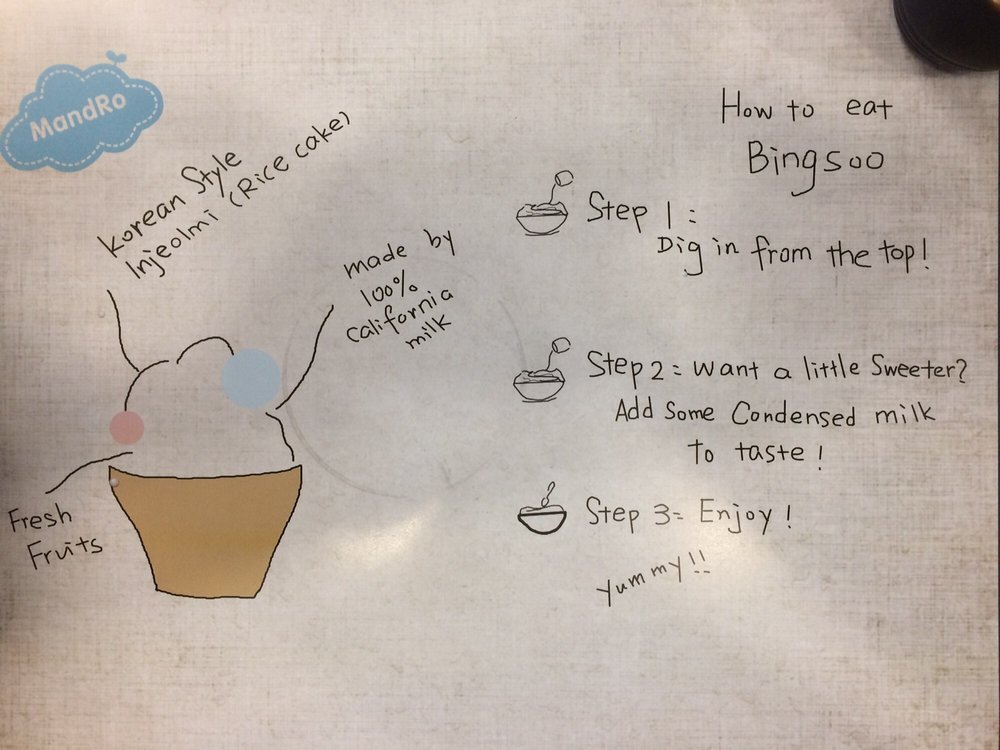 MandRo
Korean Style
Injeolmi (Rice cake)
made by
100%
california
milk
Fresh
Fruits
How to eat
Bingsoo
Step 1:
Dig in from the top!
Step 2: want a little Sweeter?
Add Some Condensed milk
To taste!
Step 3: Enjoy!
Yummy!!